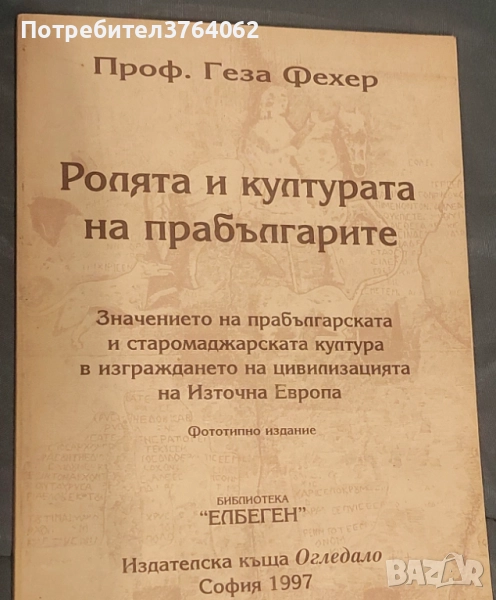 Потребител3764062
Проф. Геза Фехер
Ролята и културата
на прабългарите
Значението на прабългарската
и старомаджарската култура
в изграждането на цивилизацията
на Източна Европа
Фототипно издание
БИБЛИОТЕКА
"ЕЛБЕГЕН"
Издателска къща Огледало
София 1997
BAZAR